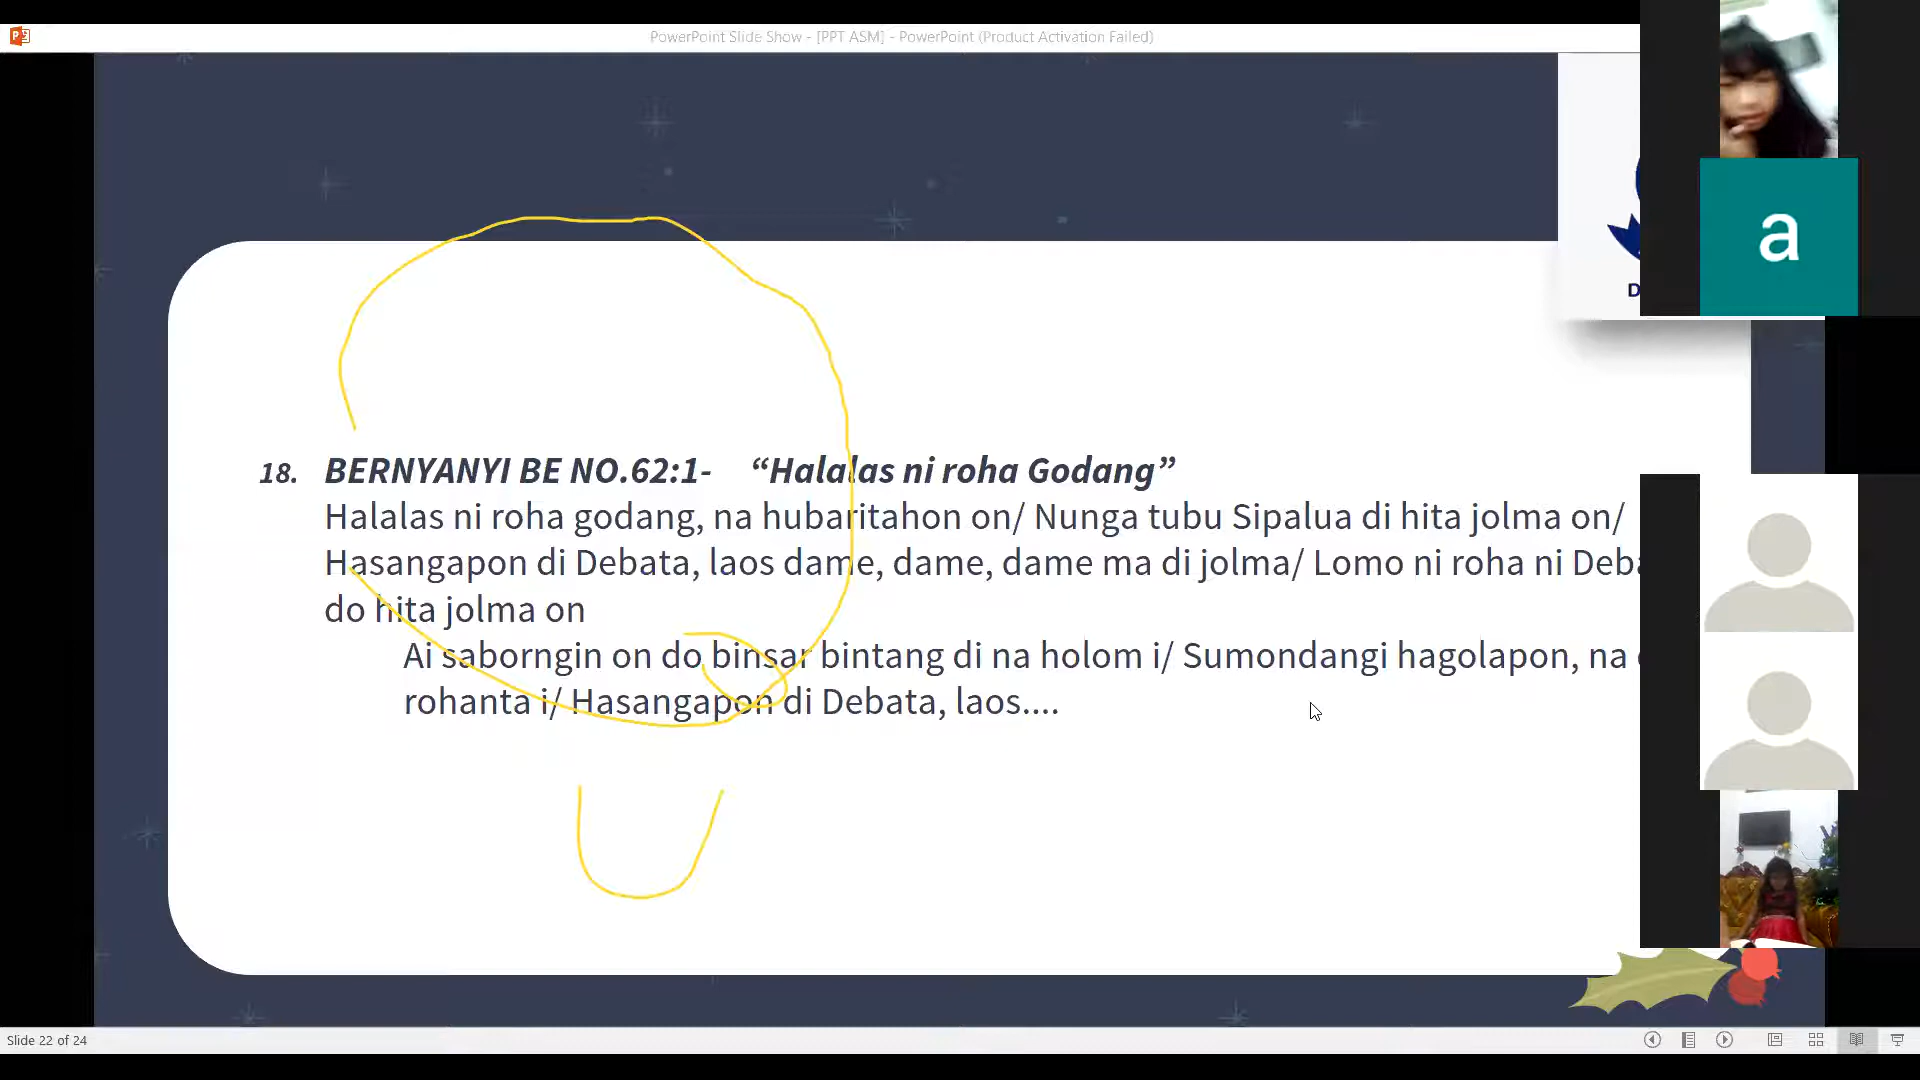 PowerPoint Slide Show - [PPT ASM] - PowerPoint (Product Activation Failed)
a
D
18. BERNYANYI BE NO.62:1- “Halalas ni roha Godang”
Halalas ni roha godang, na hubaritahon on/ Nunga tubu Sipalua di hita jolma on/
Hasangapon di Debata, laos dame, dame, dame ma di jolma/ Lomo ni roha ni
do hita jolma on
Ai saborngin on do binsar bintang di na holom i/ Sumondangi hagolapon, na
rohanta i/ Hasangapon di Debata, laos....
Slide 22 of 24